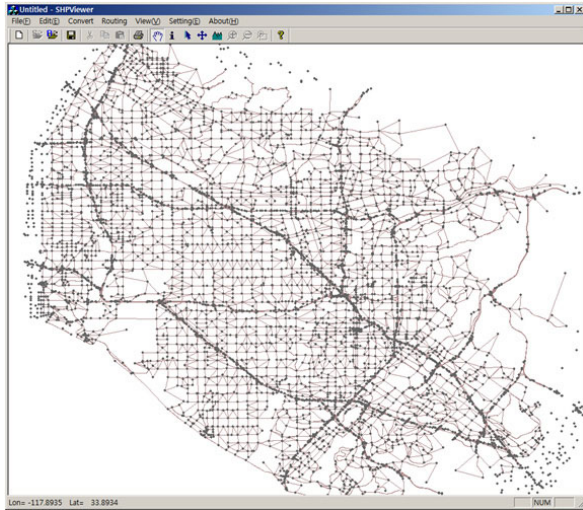 Untitled - SHPViewer
File(F) Edit(E) Convert Routing View(V) Setting(E) About(H)
Lon= -117.8935 Lat= 33.8934 NUM